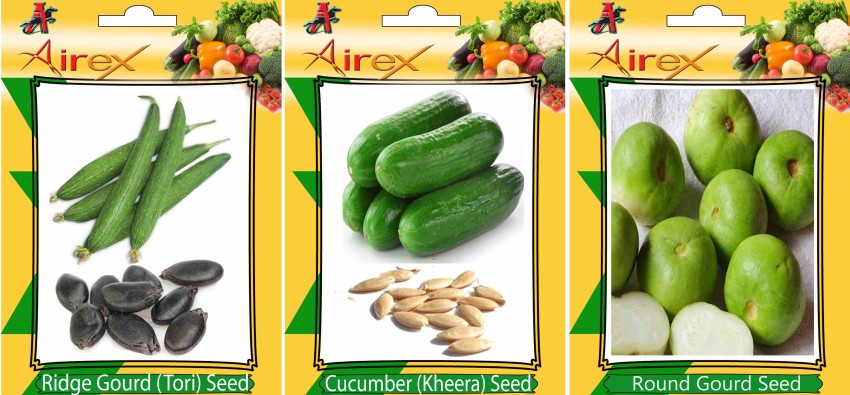 Airex
Ridge Gourd (Tori) Seed
Airex
Cucumber (Kheera) Seed
Airex
Round Gourd Seed